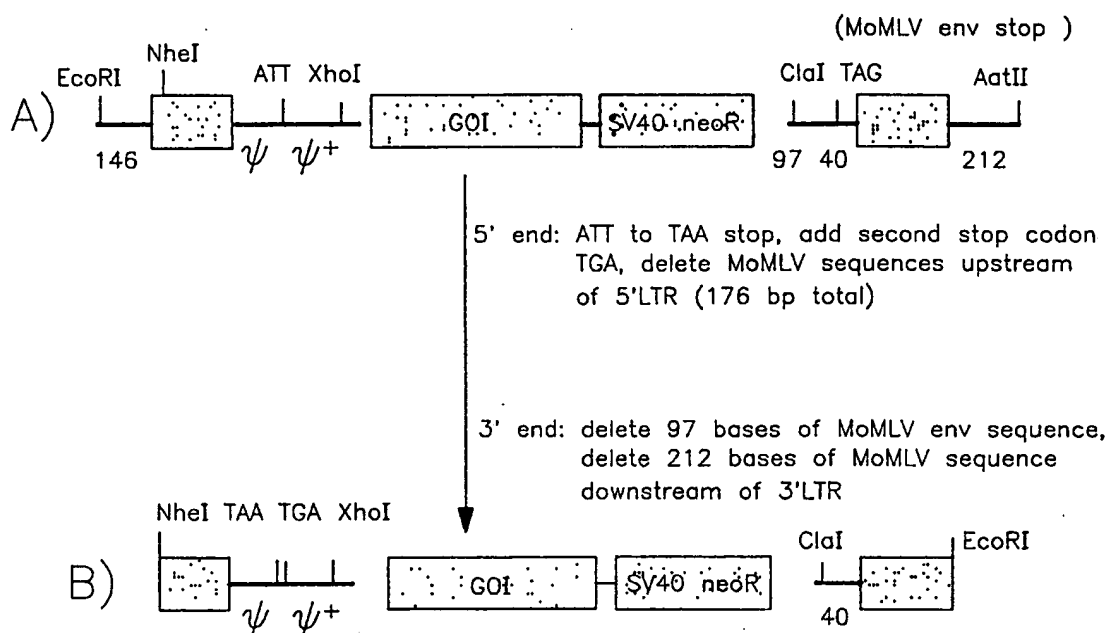 (MoMLV env stop )
NheI
EcoRI ATT XhoI ClaI TAG AatII
A) GOI SV40 neoR
146 ψ ψ+ 97 40 212
5' end: ATT to TAA stop, add second stop codon
TGA, delete MoMLV sequences upstream
of 5'LTR (176 bp total)
3' end: delete 97 bases of MoMLV env sequence,
delete 212 bases of MoMLV sequence
downstream of 3'LTR
NheI TAA TGA XhoI ClaI EcoRI
B) GOI SV40 neoR
ψ ψ+ 40